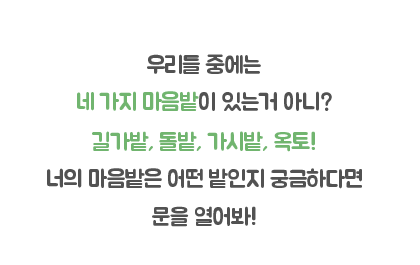 우리들 중에는
네 가지 마음밭이 있는거 아니?
길가밭, 돌밭, 가시밭, 옥토!
너의 마음밭은 어떤 밭인지 궁금하다면
문을 열어봐!